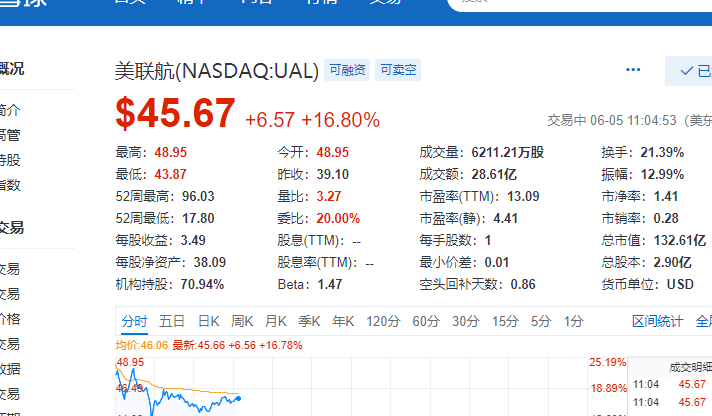 美联航(NASDAQ:UAL) 可融资 可卖空
$45.67 +6.57 +16.80% 交易中 06-05 11:04:53 (美东
概况
简介
高管
持股
指数
交易
最高：48.95 今开：48.95 成交量：6211.21万股 换手：21.39%
最低：43.87 昨收：39.10 成交额：28.61亿 振幅：12.99%
52周最高：96.03 量比：3.27 市盈率(TTM)：13.09 市净率：1.41
52周最低：17.80 委比：20.00% 市盈率(静)：4.41 市销率：0.28
每股收益：3.49 股息(TTM)：-- 每手股数：1 总市值：132.61亿
每股净资产：38.09 股息率(TTM)：-- 最小价差：0.01 总股本：2.90亿
机构持股：70.94% Beta：1.47 空头回补天数：0.86 货币单位：USD
交易
交易
价格
交易
数据
交易
分时 五日 日K 周K 月K 季K 年K 120分 60分 30分 15分 5分 1分 区间统计
均价:46.06 最新:45.66 +6.56 +16.78%
48.95 25.19% 成交明细
18.89% 11:04 45.67
11:04 45.67